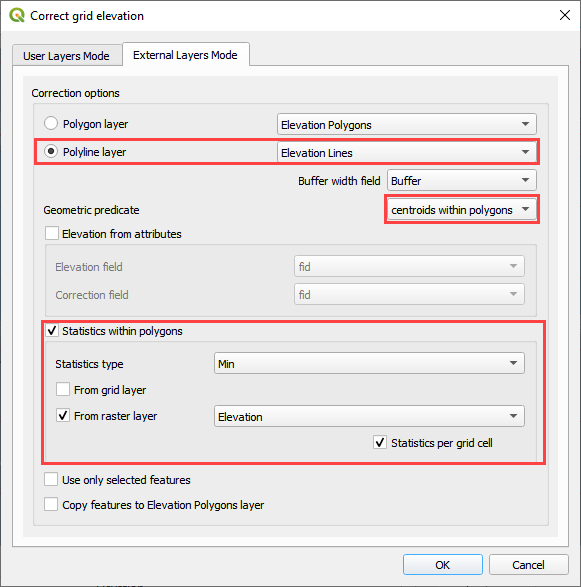 Correct grid elevation
User Layers Mode External Layers Mode
Correction options
Polygon layer Elevation Polygons
Polyline layer Elevation Lines
Buffer width field Buffer
Geometric predicate centroids within polygons
Elevation from attributes
Elevation field fid
Correction field fid
Statistics within polygons
Statistics type Min
From grid layer
From raster layer Elevation
Statistics per grid cell
Use only selected features
Copy features to Elevation Polygons layer
OK Cancel